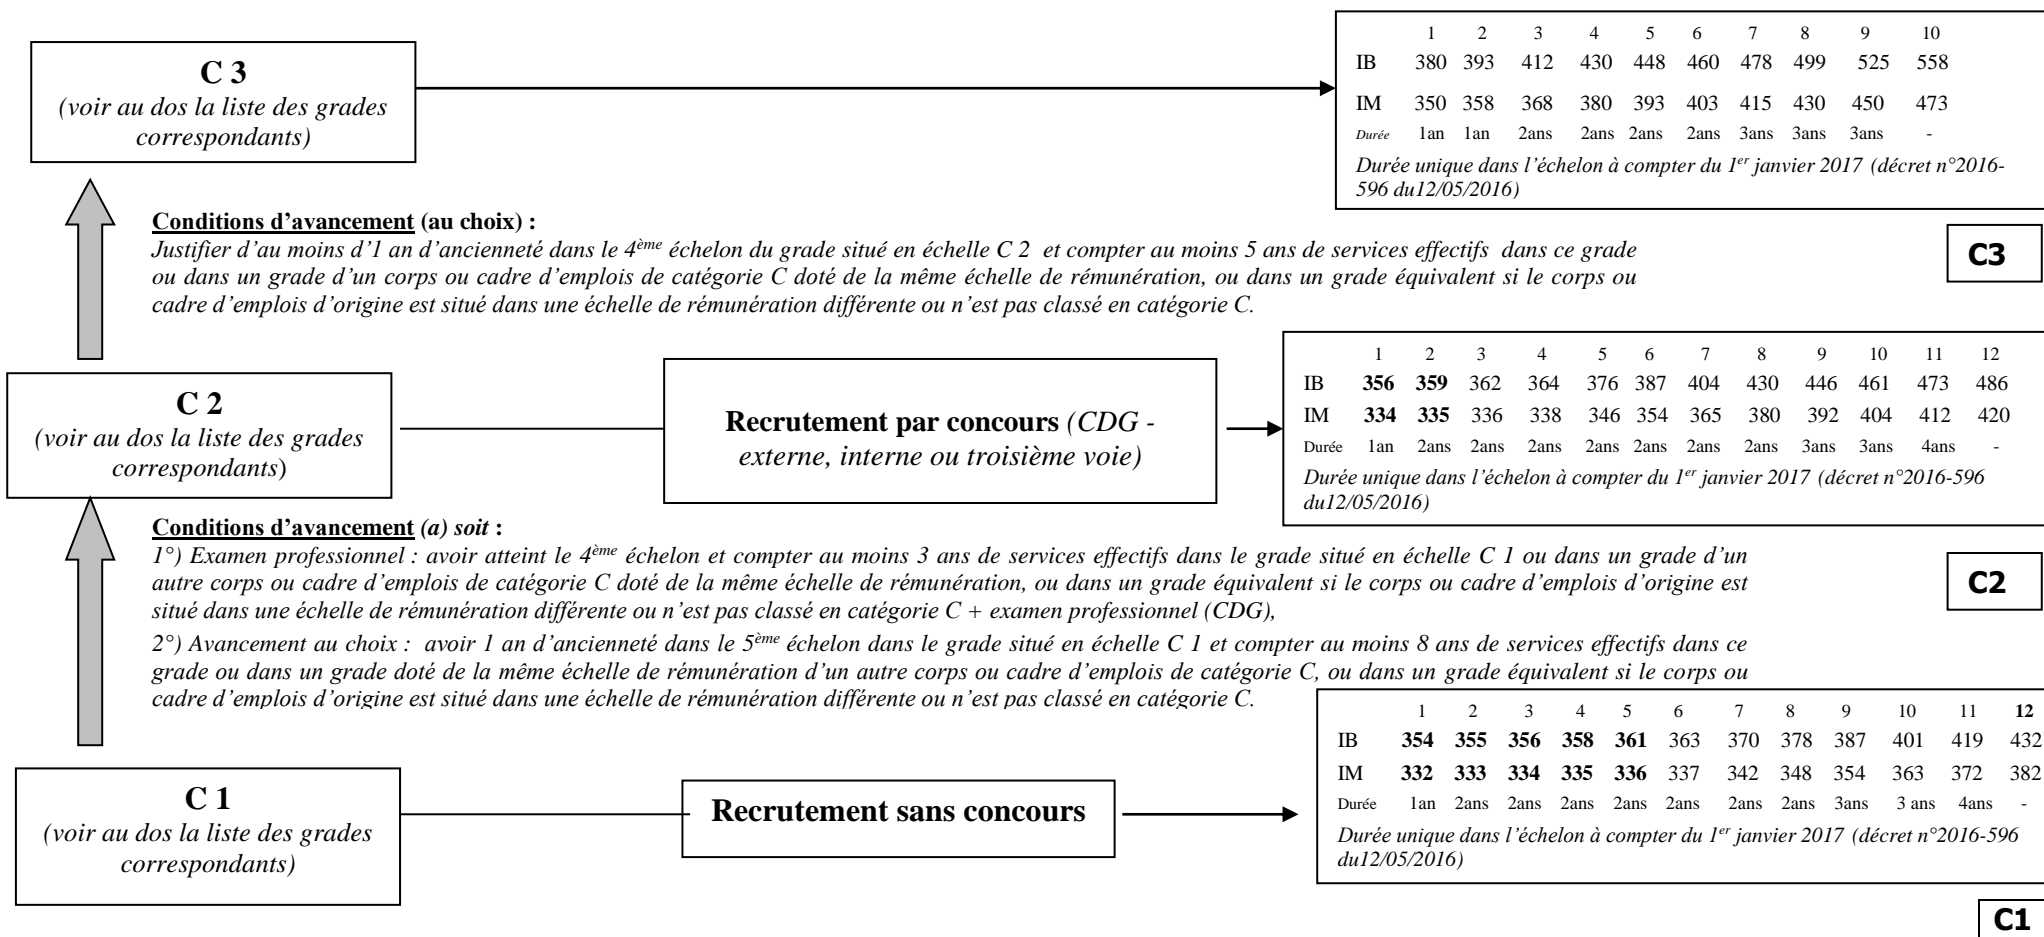 C 3
(voir au dos la liste des grades
correspondants)
1 2 3 4 5 6 7 8 9 10
IB 380 393 412 430 448 460 478 499 525 558
IM 350 358 368 380 393 403 415 430 450 473
Durée 1an 1an 2ans 2ans 2ans 2ans 3ans 3ans 3ans -
Durée unique dans l’échelon à compter du 1er janvier 2017 (décret n°2016-
596 du12/05/2016)
Conditions d’avancement (au choix) :
Justifier d’au moins d’1 an d’ancienneté dans le 4ème échelon du grade situé en échelle C 2 et compter au moins 5 ans de services effectifs dans ce grade
ou dans un grade d’un corps ou cadre d’emplois de catégorie C doté de la même échelle de rémunération, ou dans un grade équivalent si le corps ou
cadre d’emplois d’origine est situé dans une échelle de rémunération différente ou n’est pas classé en catégorie C.
C3
C 2
(voir au dos la liste des grades
correspondants)
Recrutement par concours (CDG -
externe, interne ou troisième voie)
1 2 3 4 5 6 7 8 9 10 11 12
IB 356 359 362 364 376 387 404 430 446 461 473 486
IM 334 335 336 338 346 354 365 380 392 404 412 420
Durée 1an 2ans 2ans 2ans 2ans 2ans 2ans 2ans 3ans 3ans 4ans -
Durée unique dans l’échelon à compter du 1er janvier 2017 (décret n°2016-596
du12/05/2016)
Conditions d’avancement (a) soit :
1°) Examen professionnel : avoir atteint le 4ème échelon et compter au moins 3 ans de services effectifs dans le grade situé en échelle C 1 ou dans un grade d’un
autre corps ou cadre d’emplois de catégorie C doté de la même échelle de rémunération, ou dans un grade équivalent si le corps ou cadre d’emplois d’origine est
situé dans une échelle de rémunération différente ou n’est pas classé en catégorie C + examen professionnel (CDG),
2°) Avancement au choix : avoir 1 an d’ancienneté dans le 5ème échelon dans le grade situé en échelle C 1 et compter au moins 8 ans de services effectifs dans ce
grade ou dans un grade doté de la même échelle de rémunération d’un autre corps ou cadre d’emplois de catégorie C, ou dans un grade équivalent si le corps ou
cadre d’emplois d’origine est situé dans une échelle de rémunération différente ou n’est pas classé en catégorie C.
C2
C 1
(voir au dos la liste des grades
correspondants)
Recrutement sans concours
1 2 3 4 5 6 7 8 9 10 11 12
IB 354 355 356 358 361 363 370 378 387 401 419 432
IM 332 333 334 335 336 337 342 348 354 363 372 382
Durée 1an 2ans 2ans 2ans 2ans 2ans 2ans 2ans 3ans 3 ans 4ans -
Durée unique dans l’échelon à compter du 1er janvier 2017 (décret n°2016-596
du12/05/2016)
C1